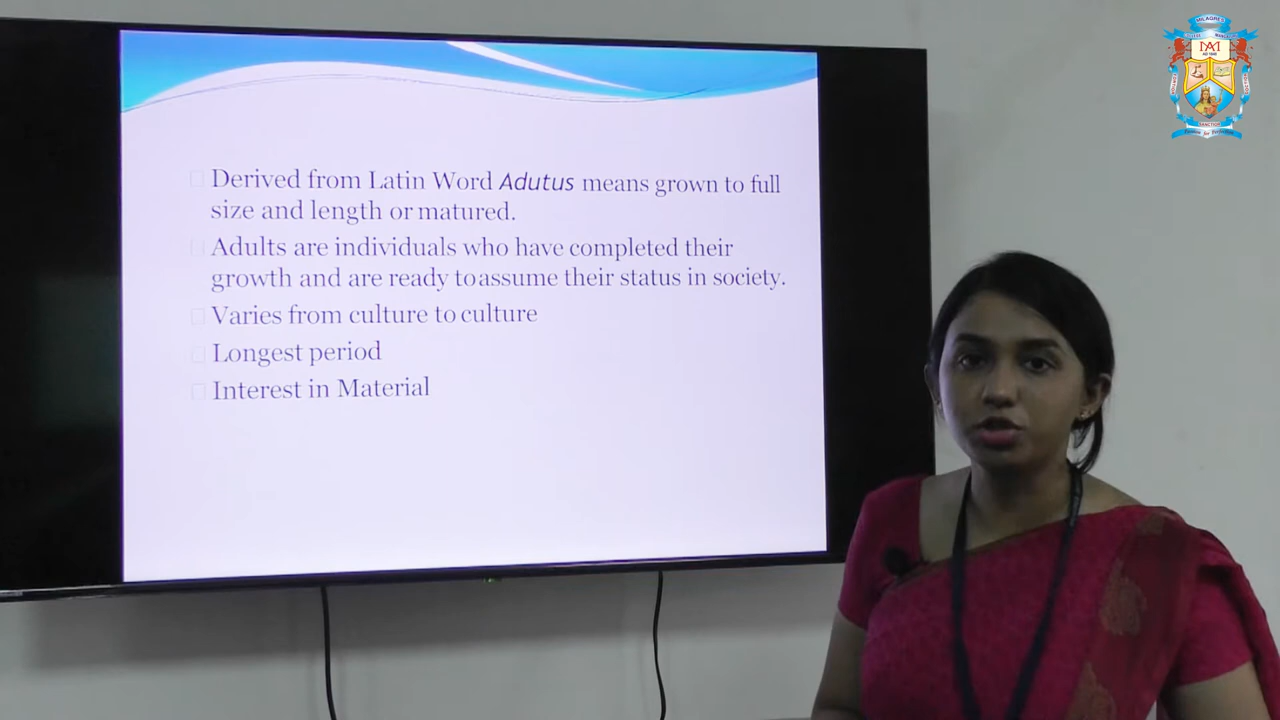 MILAGRES
Derived from Latin Word Adutus means grown to full
size and length or matured.
Adults are individuals who have completed their
growth and are ready to assume their status in society.
Varies from culture to culture
Longest period
Interest in Material